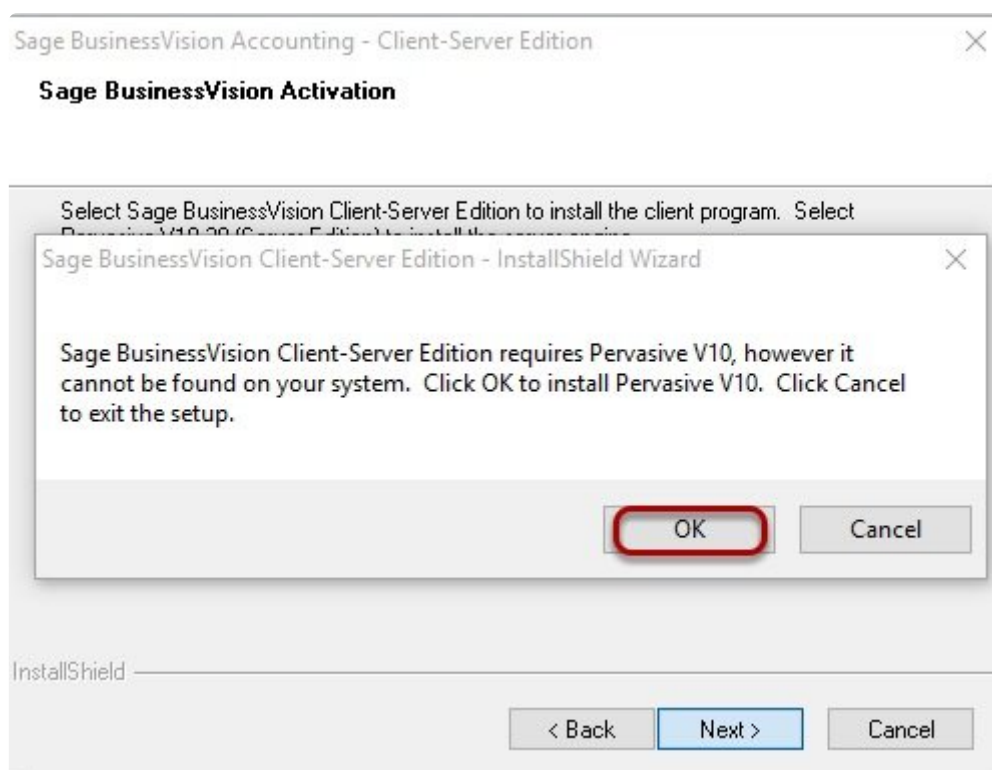 Sage BusinessVision Accounting - Client-Server Edition
Sage BusinessVision Activation
Select Sage BusinessVision Client-Server Edition to install the client program. Select
Sage BusinessVision Client-Server Edition - InstallShield Wizard
Sage BusinessVision Client-Server Edition requires Pervasive V10, however it
cannot be found on your system. Click OK to install Pervasive V10. Click Cancel
to exit the setup.
OK
Cancel
InstallShield
< Back
Next >
Cancel